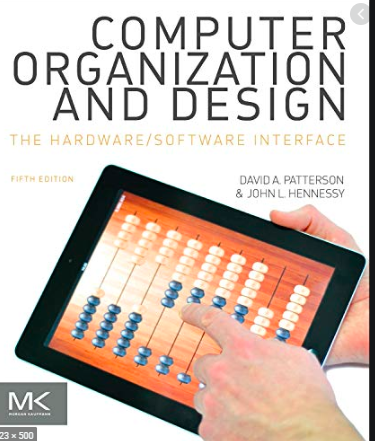 COMPUTER
ORGANIZATION
AND DESIGN
THE HARDWARE/SOFTWARE INTERFACE
FIFTH EDITION
DAVID A. PATTERSON
& JOHN L. HENNESSY
MK
MORGAN KAUFMANN
23 × 500